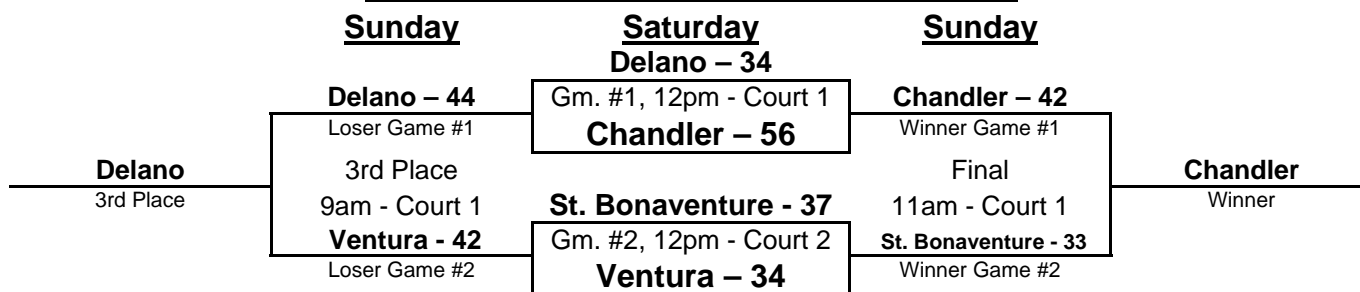 Sunday Saturday Sunday
Delano – 34
Delano – 44 Gm. #1, 12pm - Court 1 Chandler – 42
Loser Game #1 Chandler – 56 Winner Game #1
Delano 3rd Place Final Chandler
3rd Place 9am - Court 1 St. Bonaventure - 37 11am - Court 1 Winner
Ventura - 42 Gm. #2, 12pm - Court 2 St. Bonaventure - 33
Loser Game #2 Ventura – 34 Winner Game #2